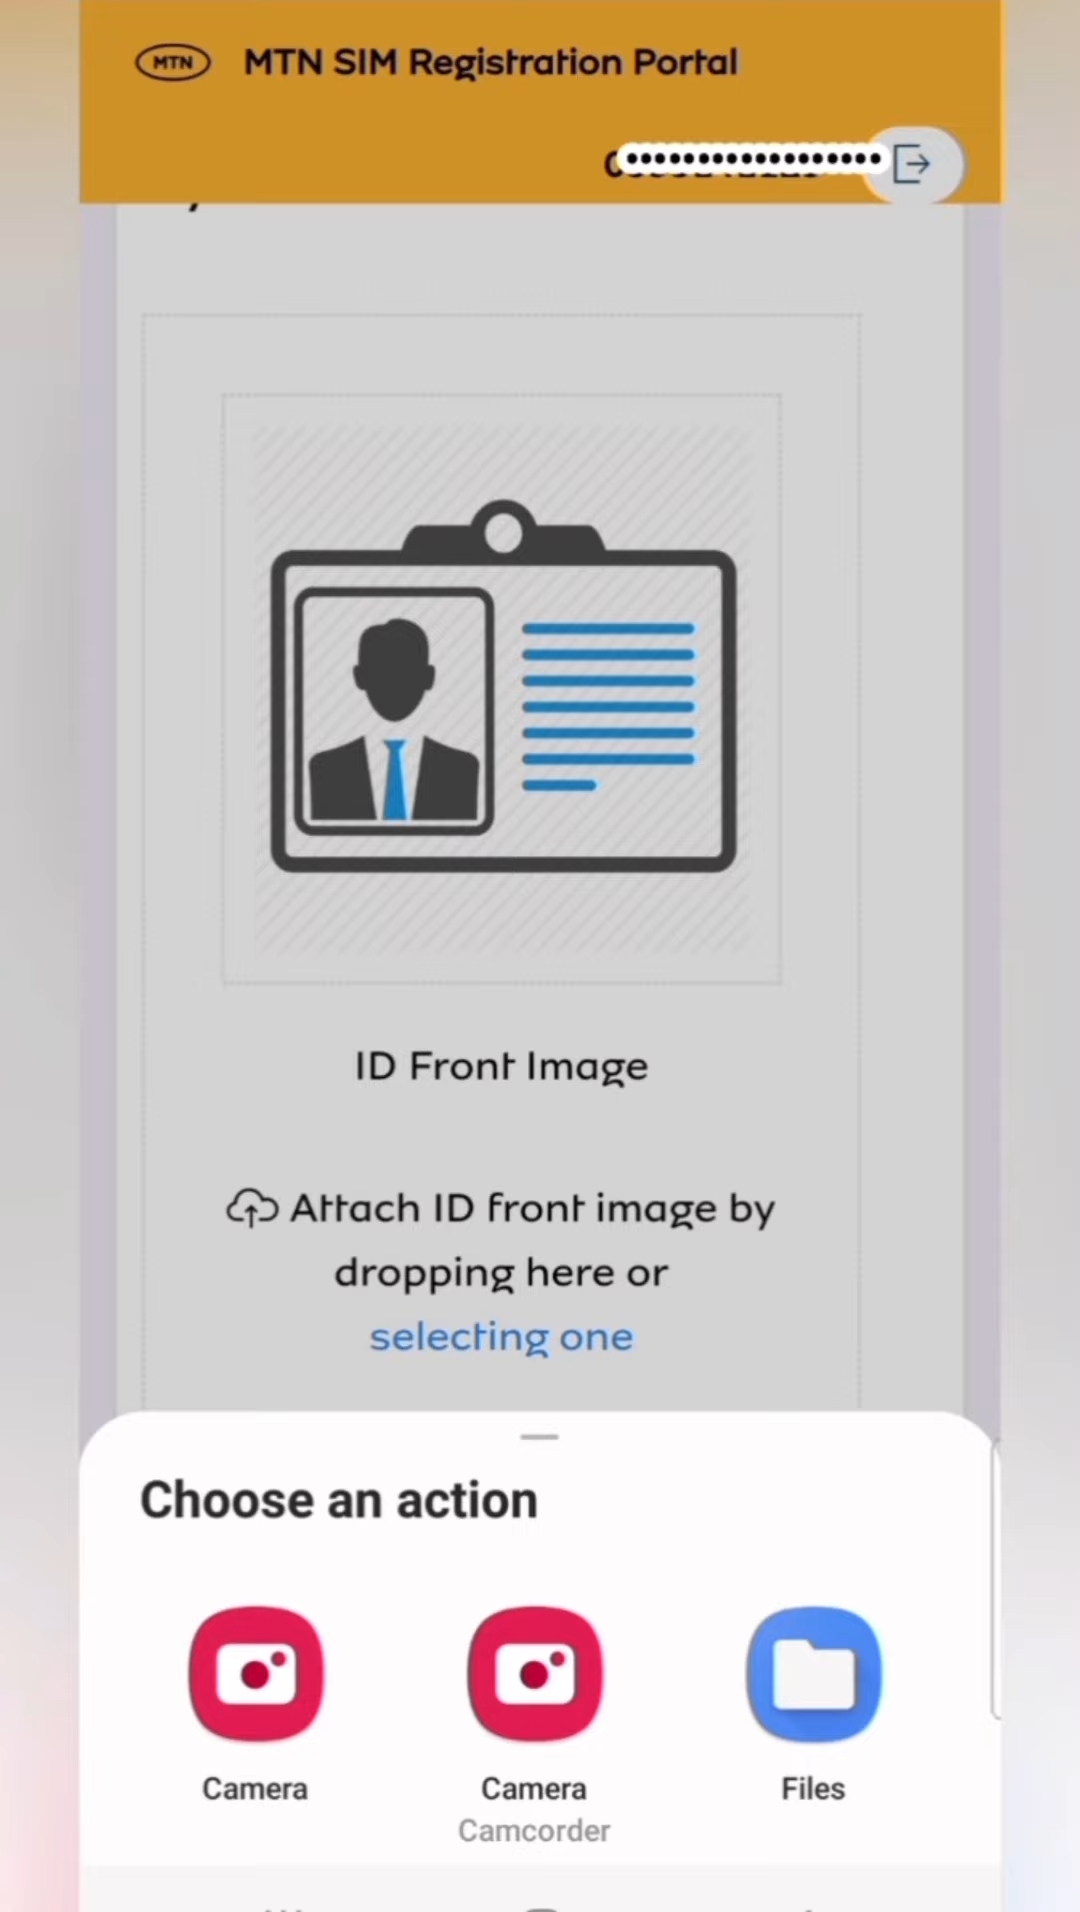 MTN
MTN SIM Registration Portal
ID Front Image
Attach ID front image by
dropping here or
selecting one
Choose an action
Camera
Camera
Files
Camcorder